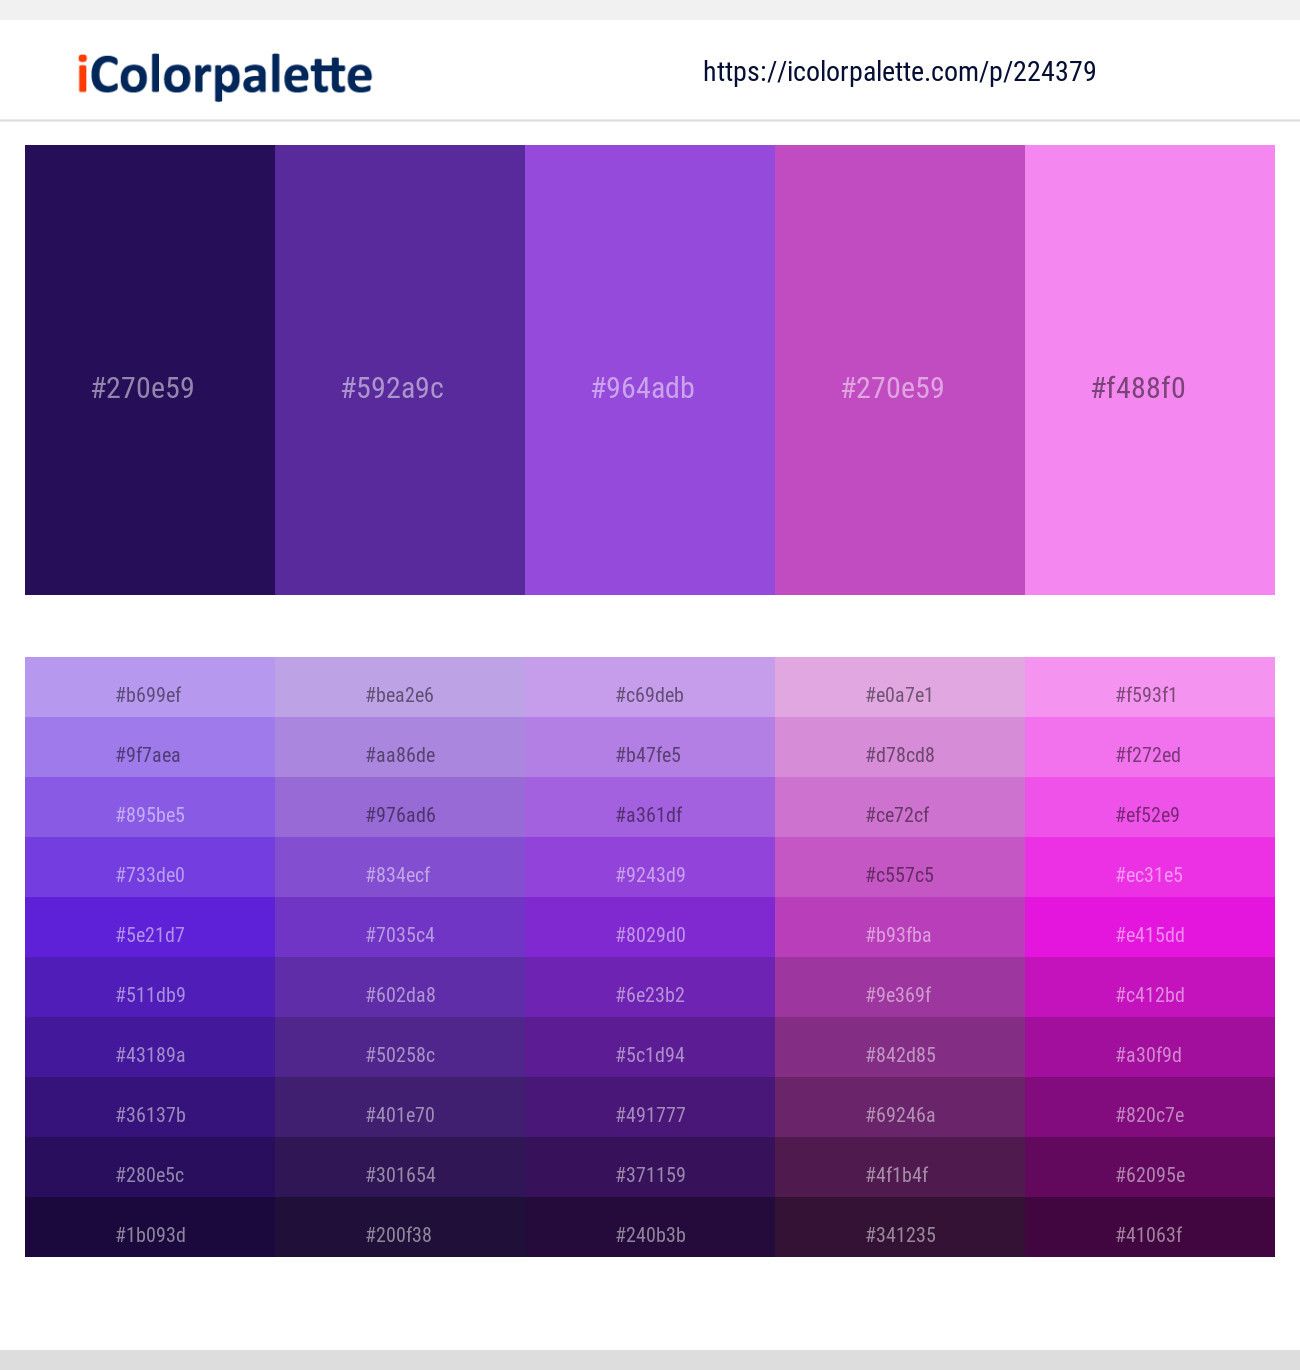 iColorpalette
https://icolorpalette.com/p/224379
#270e59 #592a9c #964adb #270e59 #f488f0
#b699ef #bea2e6 #c69deb #e0a7e1 #f593f1
#9f7aea #aa86de #b47fe5 #d78cd8 #f272ed
#895be5 #976ad6 #a361df #ce72cf #ef52e9
#733de0 #834ecf #9243d9 #c557c5 #ec31e5
#5e21d7 #7035c4 #8029d0 #b93fba #e415dd
#511db9 #602da8 #6e23b2 #9e369f #c412bd
#43189a #50258c #5c1d94 #842d85 #a30f9d
#36137b #401e70 #491777 #69246a #820c7e
#280e5c #301654 #371159 #4f1b4f #62095e
#1b093d #200f38 #240b3b #341235 #41063f